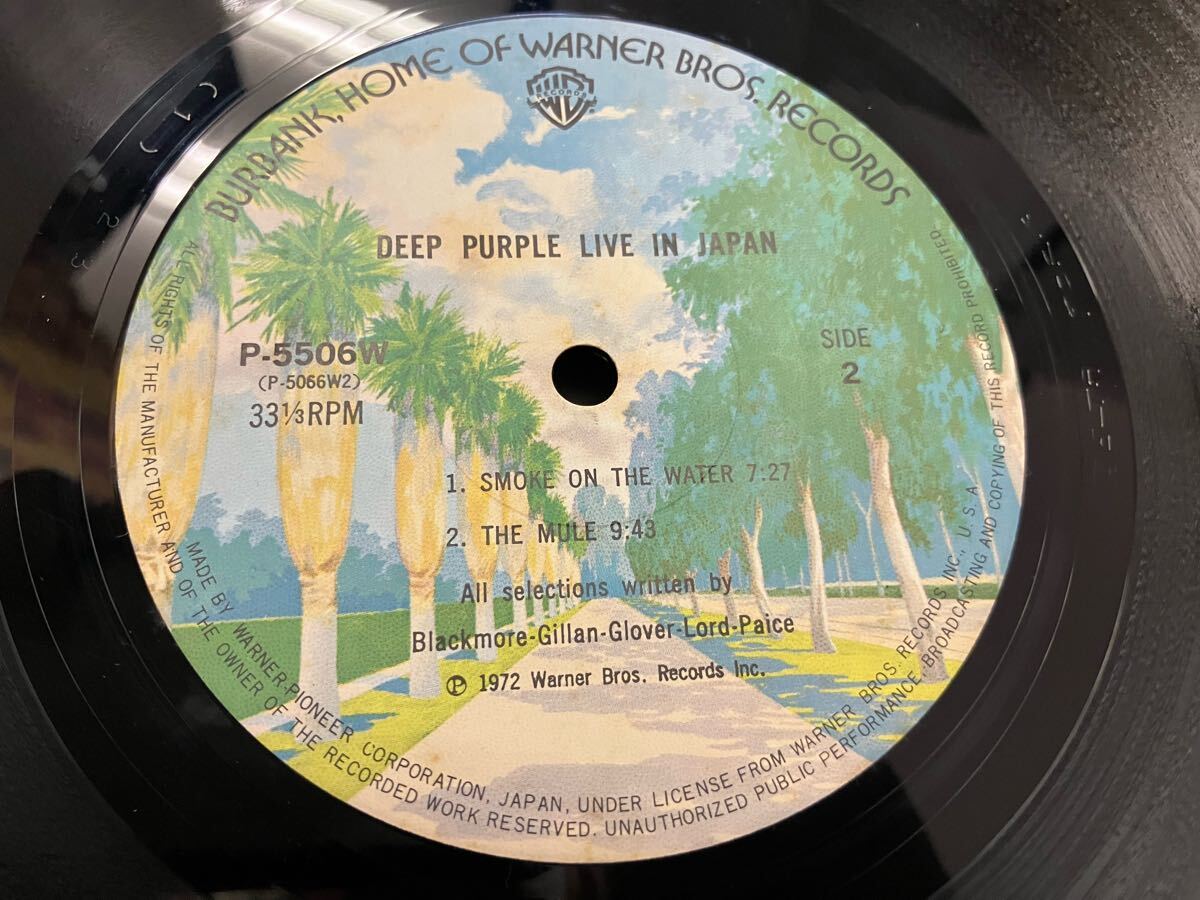 BURBANK, HOME OF WARNER BROS. RECORDS
WB
RECORDS
DEEP PURPLE LIVE IN JAPAN
P-5506W
(P-5066W2)
33⅓RPM
SIDE
2
1. SMOKE ON THE WATER 7:27
2. THE MULE 9:43
All selections written by
Blackmore-Gillan-Glover-Lord-Paice
Ⓟ 1972 Warner Bros. Records Inc.
MADE BY WARNER-PIONEER CORPORATION, JAPAN, UNDER LICENSE FROM WARNER BROS. RECORDS INC., U.S.A
ALL RIGHTS OF THE MANUFACTURER AND OF THE OWNER OF THE RECORDED WORK RESERVED. UNAUTHORIZED PUBLIC PERFORMANCE, BROADCASTING AND COPYING OF THIS RECORD PROHIBITED